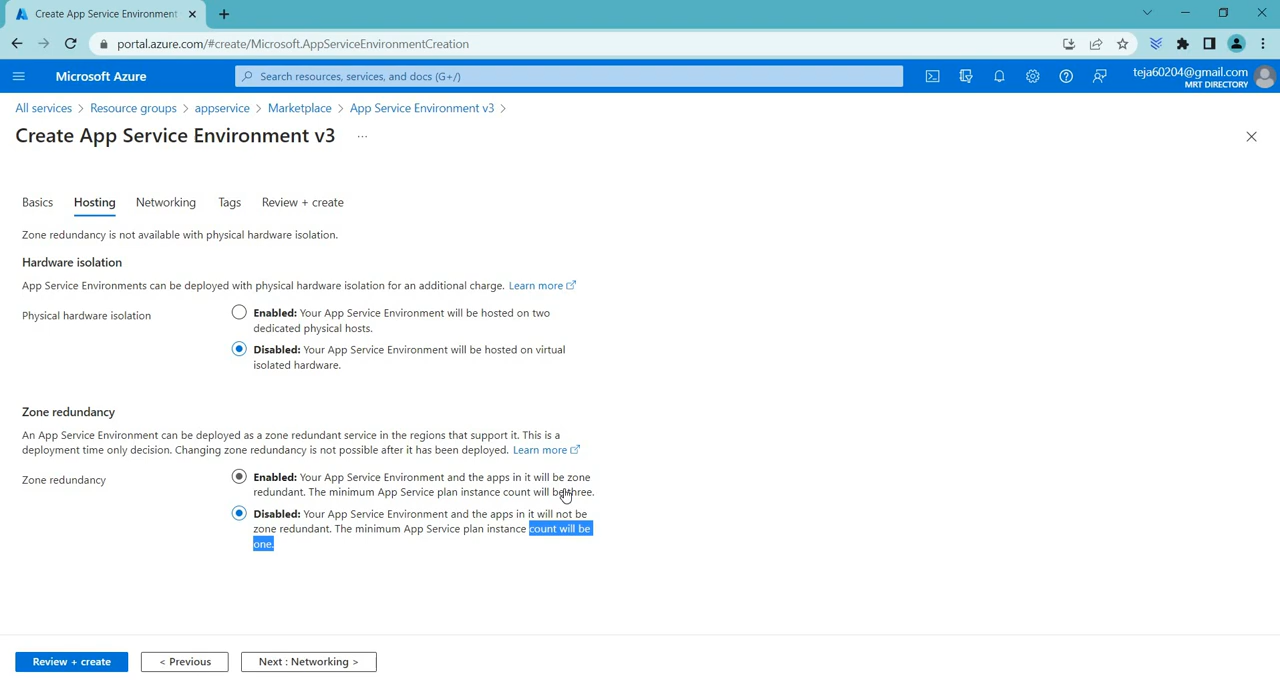 Create App Service Environment
portal.azure.com/#create/Microsoft.AppServiceEnvironmentCreation
Microsoft Azure
Search resources, services, and docs (G+/)
teja60204@gmail.com
MRT DIRECTORY
All services > Resource groups > appservice > Marketplace > App Service Environment v3 >
Create App Service Environment v3 ...
Basics Hosting Networking Tags Review + create
Zone redundancy is not available with physical hardware isolation.
Hardware isolation
App Service Environments can be deployed with physical hardware isolation for an additional charge. Learn more
Physical hardware isolation
Enabled: Your App Service Environment will be hosted on two
dedicated physical hosts.
Disabled: Your App Service Environment will be hosted on virtual
isolated hardware.
Zone redundancy
An App Service Environment can be deployed as a zone redundant service in the regions that support it. This is a
deployment time only decision. Changing zone redundancy is not possible after it has been deployed. Learn more
Zone redundancy
Enabled: Your App Service Environment and the apps in it will be zone
redundant. The minimum App Service plan instance count will be three.
Disabled: Your App Service Environment and the apps in it will not be
zone redundant. The minimum App Service plan instance count will be
one.
Review + create
< Previous
Next : Networking >